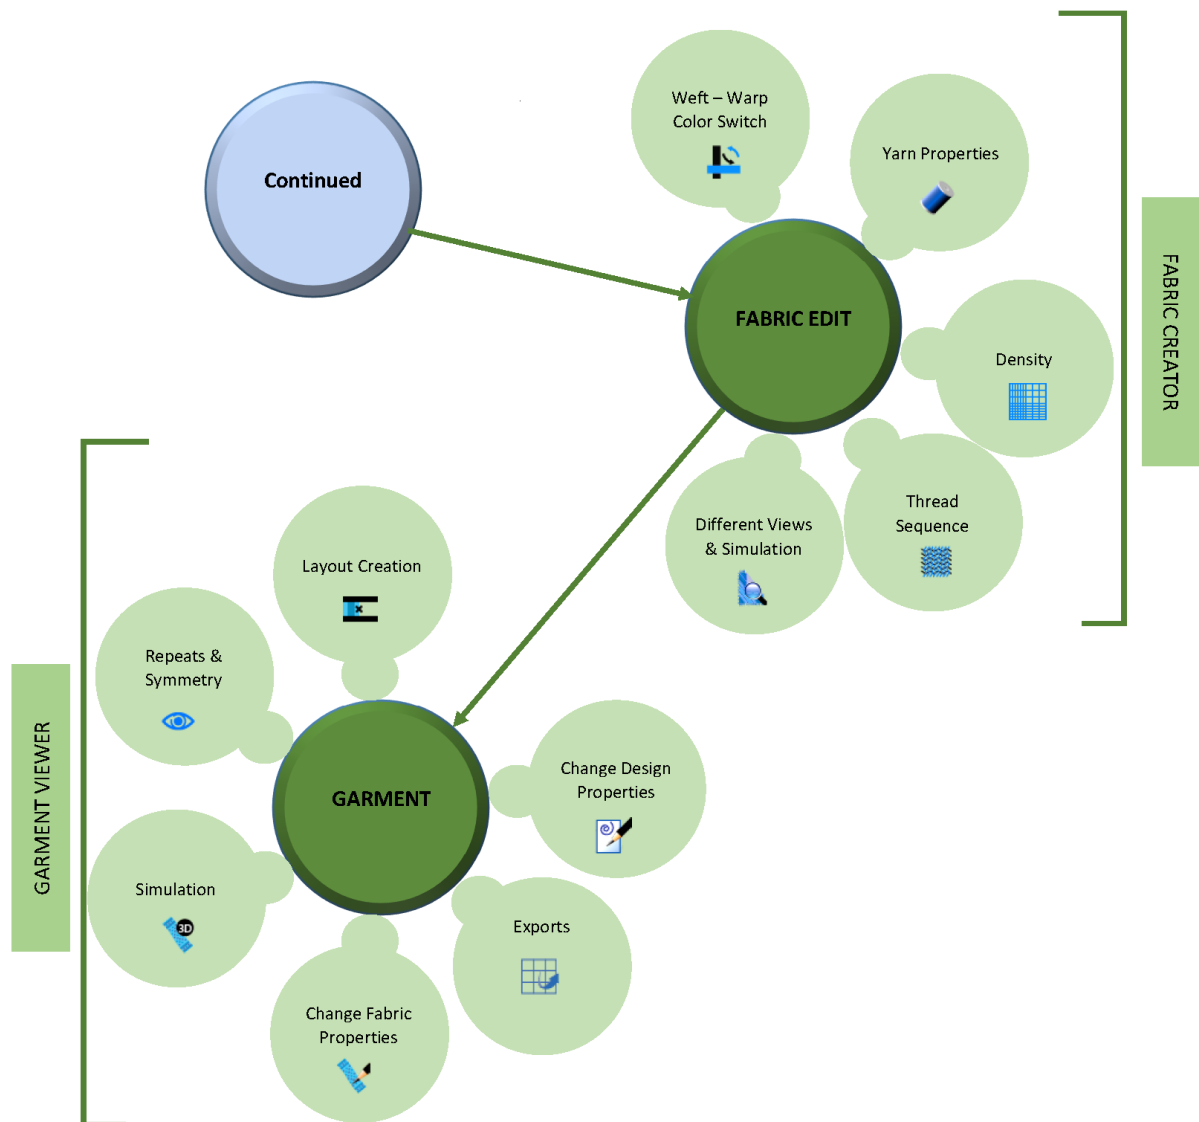 Weft – Warp
Color Switch
Yarn Properties
Continued
FABRIC EDIT
Density
FABRIC CREATOR
Thread
Sequence
Different Views
& Simulation
Layout Creation
Repeats &
Symmetry
GARMENT VIEWER
GARMENT
Change Design
Properties
Simulation
3D
Exports
Change Fabric
Properties